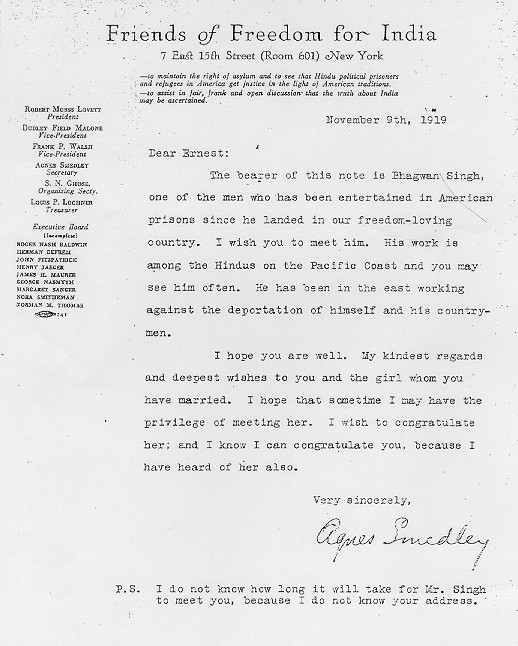 Friends of Freedom for India
7 East 15th Street (Room 601) New York
—to maintain the right of asylum and to see that Hindu political prisoners
and refugees in America get justice in the light of American traditions.
—to assist in fair, frank and open discussion that the truth about India
may be ascertained.
November 9th, 1919
ROBERT MORSS LOVETT
President
DUDLEY FIELD MALONE
Vice-President
FRANK P. WALSH
Vice-President
AGNES SMEDLEY
Secretary
S. N. GHOSE,
Organizing Secty.
LOUIS P. LOCHNER
Treasurer
Executive Board
(Incomplete)
ROGER NASH BALDWIN
HERMAN DEFREM
JOHN FITZPATRICK
HENRY JAEGER
JAMES H. MAURER
GEORGE NASMYTH
MARGARET SANGER
NORA SMITHEMAN
NORMAN M. THOMAS
241
Dear Ernest:
The bearer of this note is Bhagwan Singh,
one of the men who has been entertained in American
prisons since he landed in our freedom-loving
country. I wish you to meet him. His work is
among the Hindus on the Pacific Coast and you may
see him often. He has been in the east working
against the deportation of himself and his country-
men.
I hope you are well. My kindest regards
and deepest wishes to you and the girl whom you
have married. I hope that sometime I may have the
privilege of meeting her. I wish to congratulate
her; and I know I can congratulate you, because I
have heard of her also.
Very sincerely,
Agnes Smedley
P.S. I do not know how long it will take for Mr. Singh
to meet you, because I do not know your address.